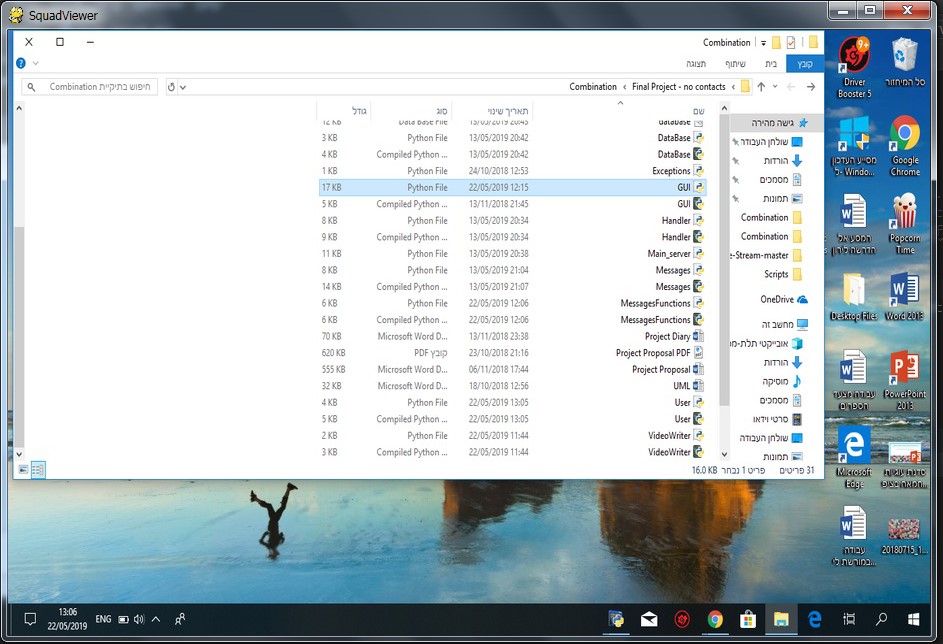 SquadViewer
Combination
קובץ
בית
שיתוף
תצוגה
Combination ‹ Final Project - no contacts ‹
חיפוש בתיקיית Combination
שם תאריך שינוי סוג גודל
database 13/05/2019 20:43 Data Base File 12 KB
DataBase 13/05/2019 20:42 Python File 3 KB
DataBase 13/05/2019 20:42 Compiled Python ... 4 KB
Exceptions 24/10/2018 12:53 Python File 1 KB
GUI 22/05/2019 12:15 Python File 17 KB
GUI 13/11/2018 21:45 Compiled Python ... 5 KB
Handler 13/05/2019 20:34 Python File 8 KB
Handler 13/05/2019 20:34 Compiled Python ... 9 KB
Main_server 13/05/2019 20:38 Python File 11 KB
Messages 13/05/2019 21:04 Python File 8 KB
Messages 13/05/2019 21:07 Compiled Python ... 14 KB
MessagesFunctions 22/05/2019 12:06 Python File 6 KB
MessagesFunctions 22/05/2019 12:06 Compiled Python ... 6 KB
Project Diary 13/11/2018 23:38 Microsoft Word D... 70 KB
Project Proposal PDF 23/10/2018 21:16 קובץ PDF 620 KB
Project Proposal 06/11/2018 17:44 Microsoft Word D... 555 KB
UML 18/10/2018 12:56 Microsoft Word D... 32 KB
User 22/05/2019 13:05 Python File 4 KB
User 22/05/2019 13:05 Compiled Python ... 5 KB
VideoWriter 22/05/2019 11:44 Python File 2 KB
VideoWriter 22/05/2019 11:44 Compiled Python ... 3 KB
גישה מהירה
שולחן העבודה
הורדות
מסמכים
תמונות
Combination
Combination
e-Stream-master
Scripts
OneDrive
מחשב זה
אובייקטי תלת-ממ
הורדות
מוסיקה
מסמכים
סרטי וידאו
שולחן העבודה
תמונות
31 פריטים פריט 1 נבחר 16.0 KB
סל המיחזור
Driver Booster 5
9+
Google Chrome
מסייע העדכון ל- Windo...
Popcorn Time
המסע אל
Word 2013
Desktop Files
PowerPoint 2013
עבודה מצעד הספרים
Microsoft Edge
20180715_1...
עבודה במורשת לי...
13:06
22/05/2019
ENG